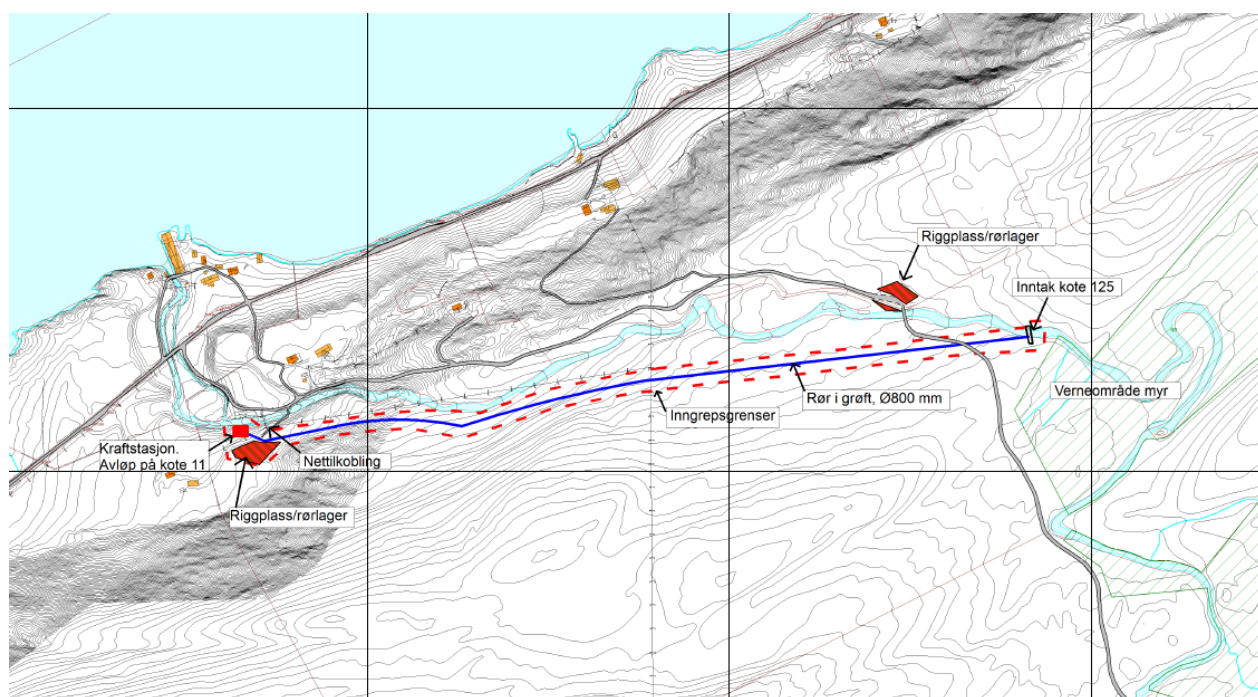 Riggplass/rørlager
Inntak kote 125
Verneområde myr
Rør i grøft, Ø800 mm
Inngrepsgrenser
Kraftstasjon.
Avløp på kote 11
Nettilkobling
Riggplass/rørlager